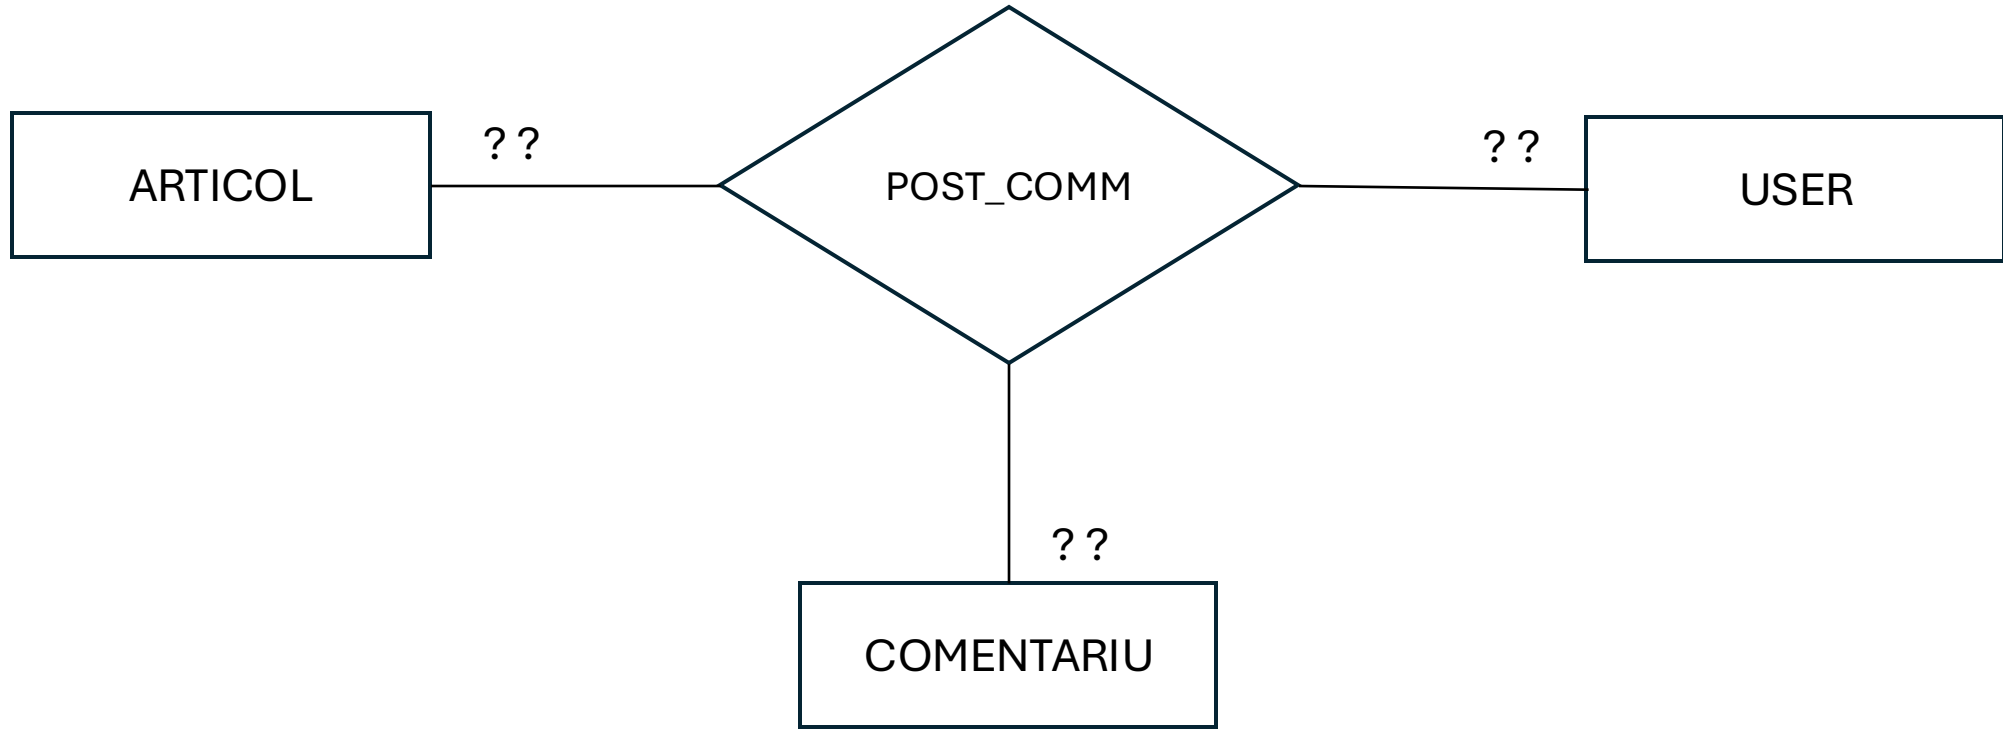 ? ?
? ?
ARTICOL
POST_COMM
USER
? ?
COMENTARIU